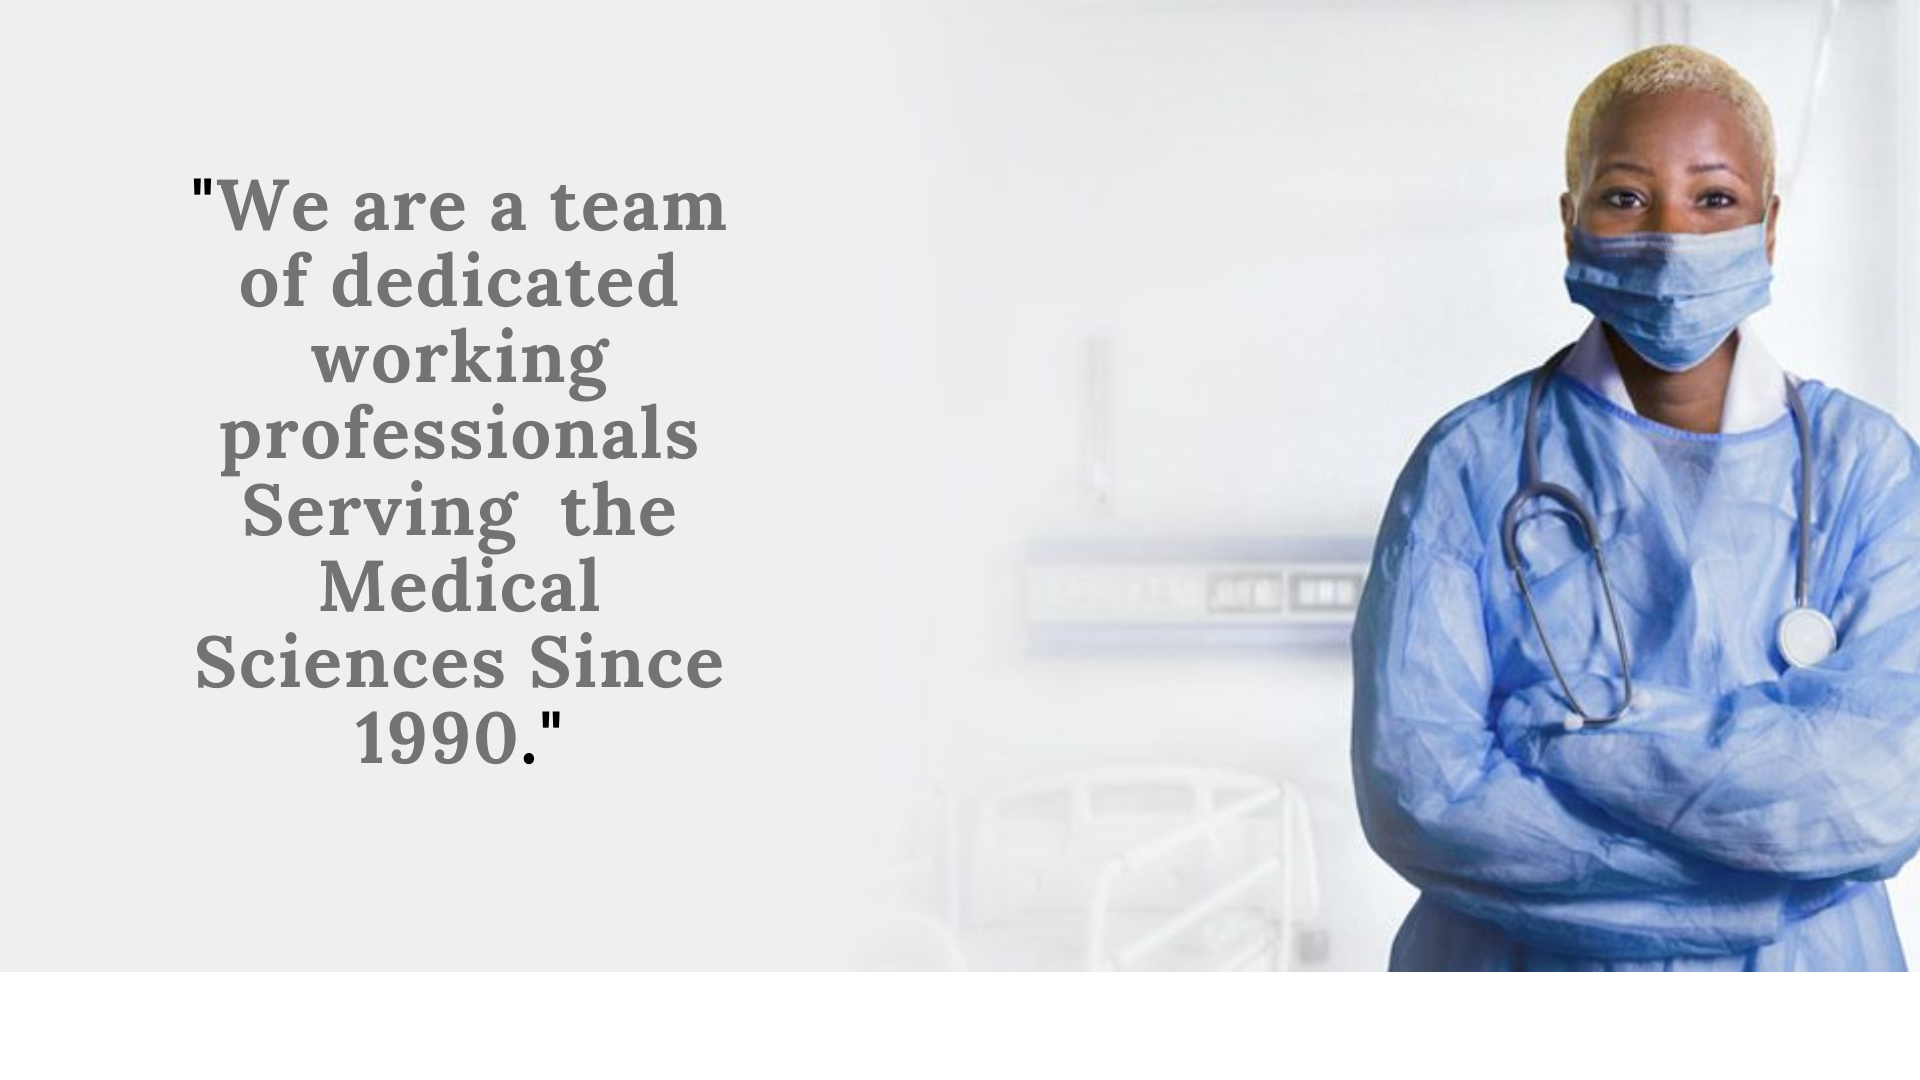 "We are a team
of dedicated
working
professionals
Serving  the
Medical
Sciences Since
1990."